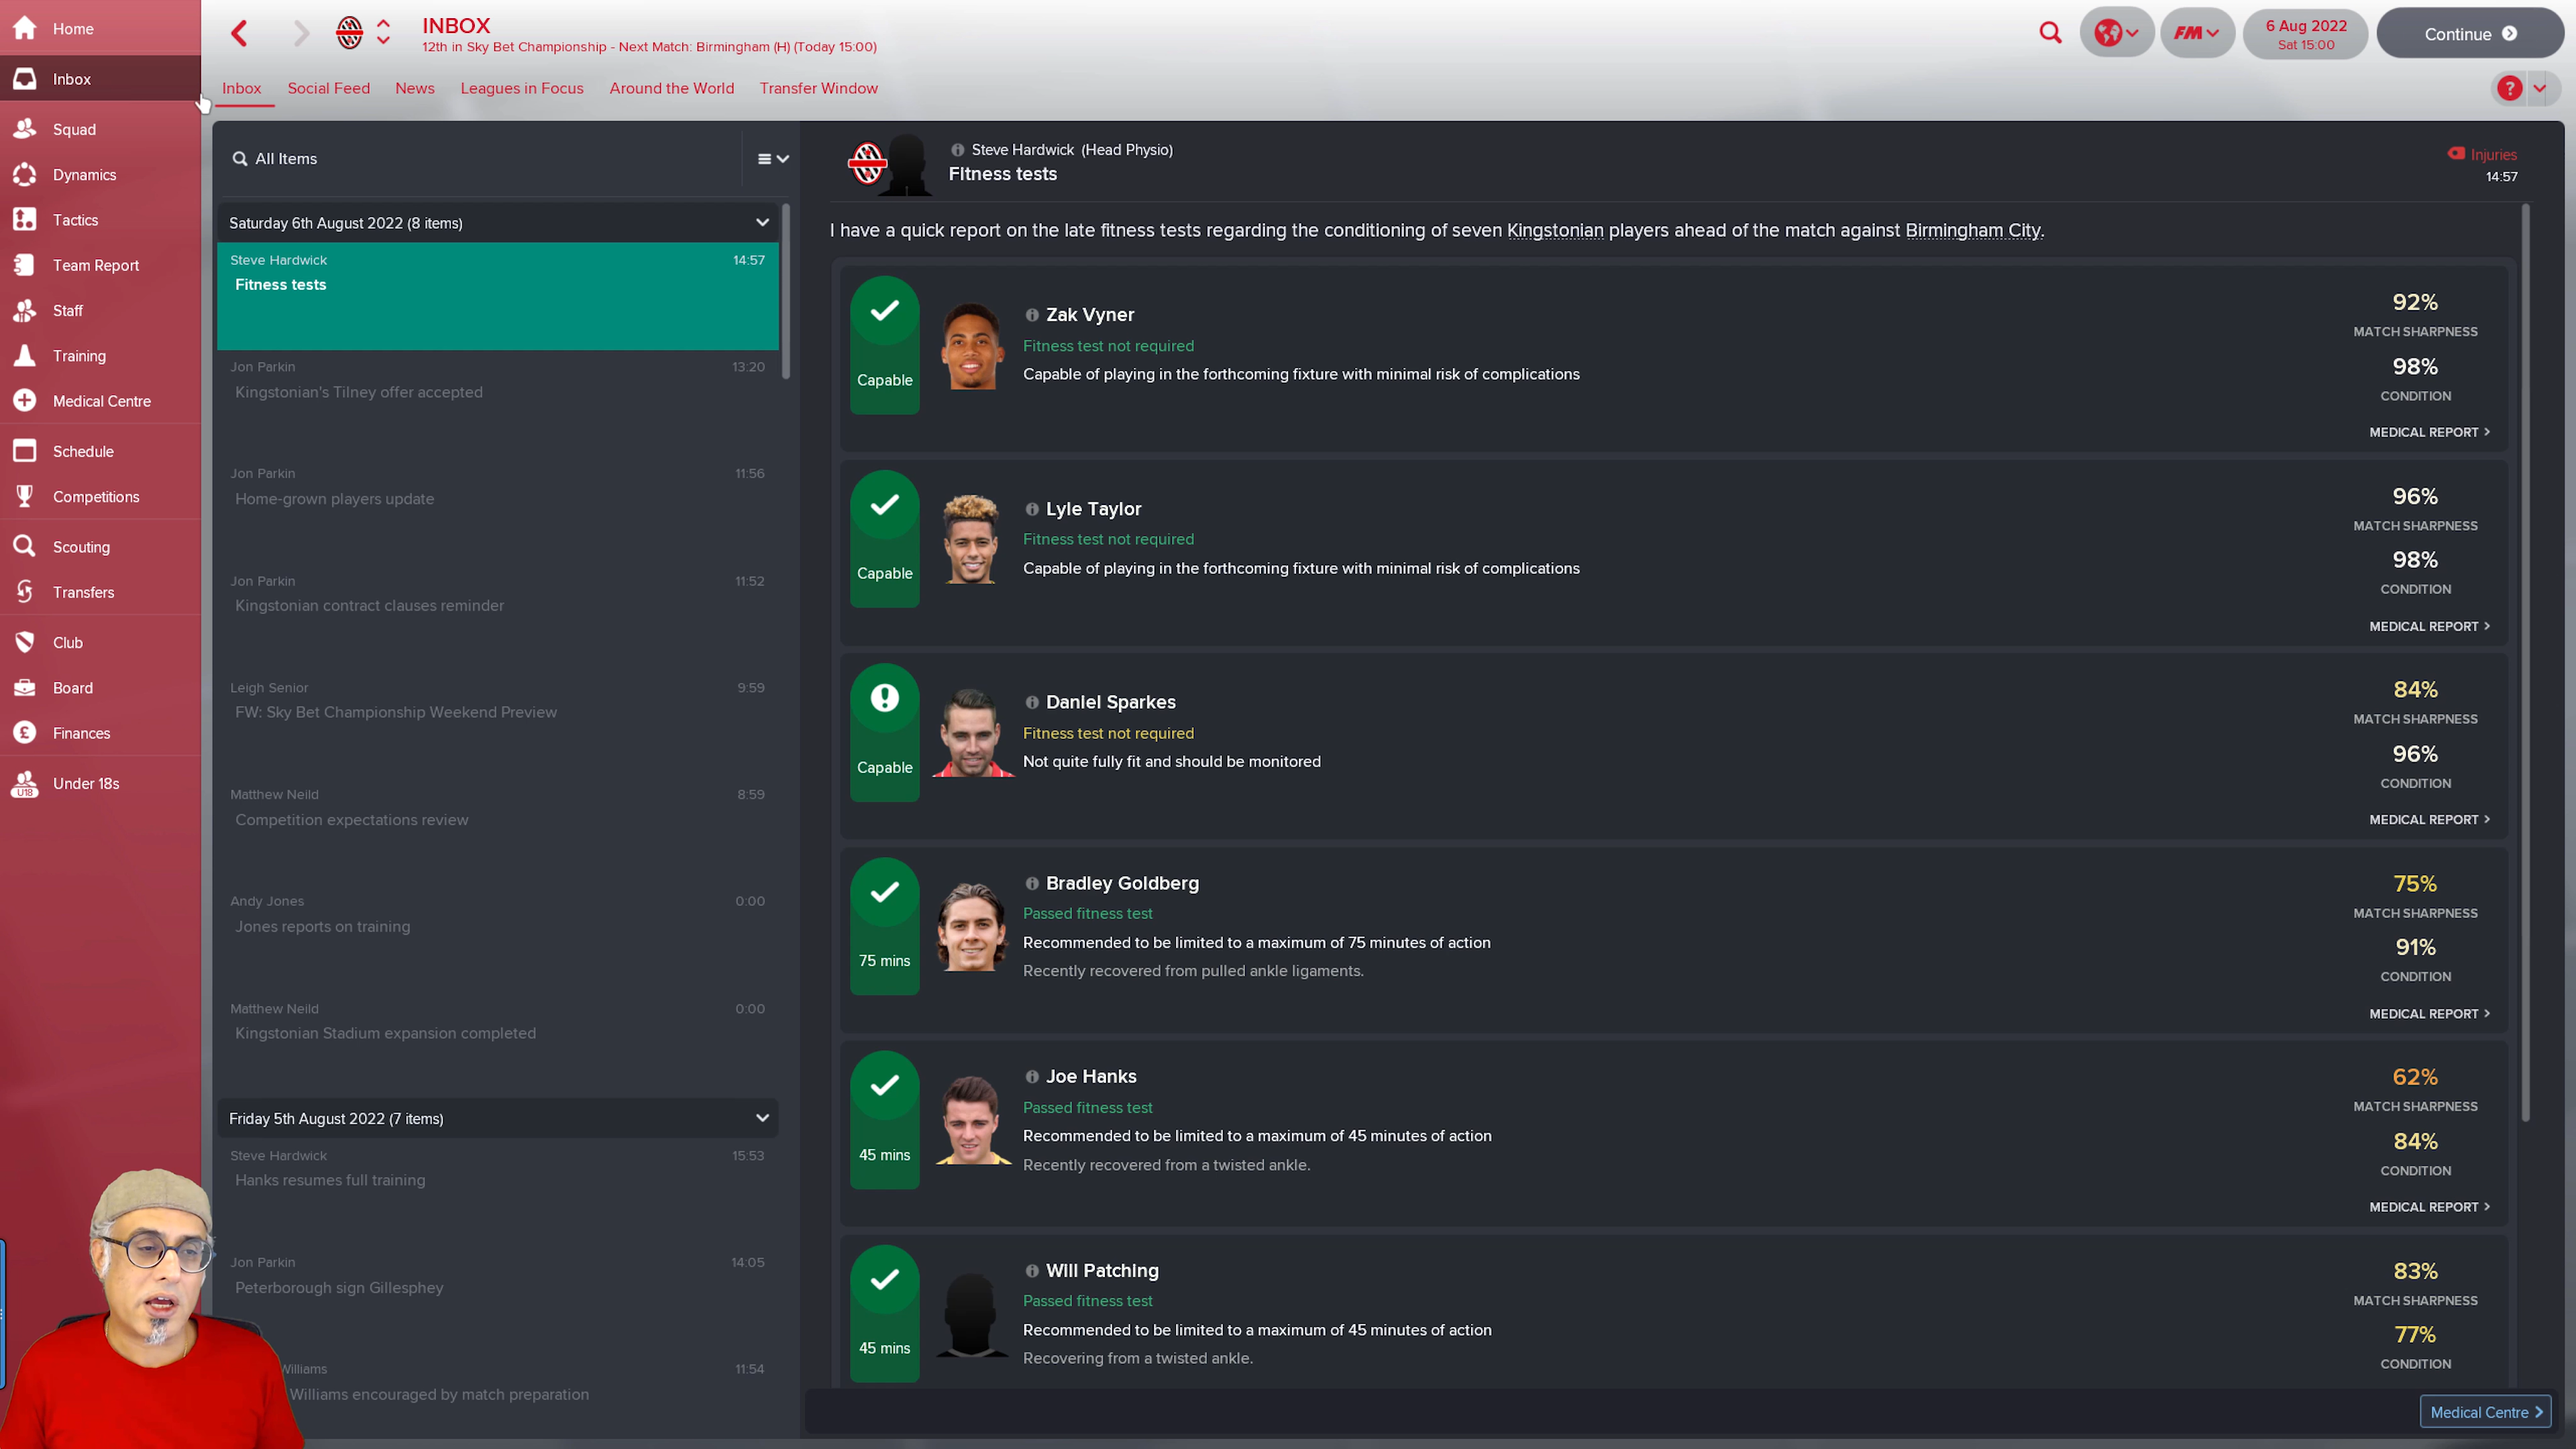 Home
Inbox
Squad
Dynamics
Tactics
Team Report
Staff
Training
Medical Centre
Schedule
Competitions
Scouting
Transfers
Club
Board
Finances
U18
Under 18s
INBOX
12th in Sky Bet Championship - Next Match: Birmingham (H) (Today 15:00)
FM
6 Aug 2022
Sat 15:00
Continue
Inbox
Social Feed
News
Leagues in Focus
Around the World
Transfer Window
?
All Items
Saturday 6th August 2022 (8 items)
Steve Hardwick 14:57
Fitness tests
Jon Parkin 13:20
Kingstonian's Tilney offer accepted
Jon Parkin 11:56
Home-grown players update
Jon Parkin 11:52
Kingstonian contract clauses reminder
Leigh Senior 9:59
FW: Sky Bet Championship Weekend Preview
Matthew Neild 8:59
Competition expectations review
Andy Jones 0:00
Jones reports on training
Matthew Neild 0:00
Kingstonian Stadium expansion completed
Friday 5th August 2022 (7 items)
Steve Hardwick 15:53
Hanks resumes full training
Jon Parkin 14:05
Peterborough sign Gillesphey
Williams 11:54
Williams encouraged by match preparation
Steve Hardwick (Head Physio)
Fitness tests
Injuries
14:57
I have a quick report on the late fitness tests regarding the conditioning of seven Kingstonian players ahead of the match against Birmingham City.
Capable
Zak Vyner
Fitness test not required
Capable of playing in the forthcoming fixture with minimal risk of complications
92%
MATCH SHARPNESS
98%
CONDITION
MEDICAL REPORT >
Capable
Lyle Taylor
Fitness test not required
Capable of playing in the forthcoming fixture with minimal risk of complications
96%
MATCH SHARPNESS
98%
CONDITION
MEDICAL REPORT >
Capable
Daniel Sparkes
Fitness test not required
Not quite fully fit and should be monitored
84%
MATCH SHARPNESS
96%
CONDITION
MEDICAL REPORT >
75 mins
Bradley Goldberg
Passed fitness test
Recommended to be limited to a maximum of 75 minutes of action
Recently recovered from pulled ankle ligaments.
75%
MATCH SHARPNESS
91%
CONDITION
MEDICAL REPORT >
45 mins
Joe Hanks
Passed fitness test
Recommended to be limited to a maximum of 45 minutes of action
Recently recovered from a twisted ankle.
62%
MATCH SHARPNESS
84%
CONDITION
MEDICAL REPORT >
45 mins
Will Patching
Passed fitness test
Recommended to be limited to a maximum of 45 minutes of action
Recovering from a twisted ankle.
83%
MATCH SHARPNESS
77%
CONDITION
Medical Centre >